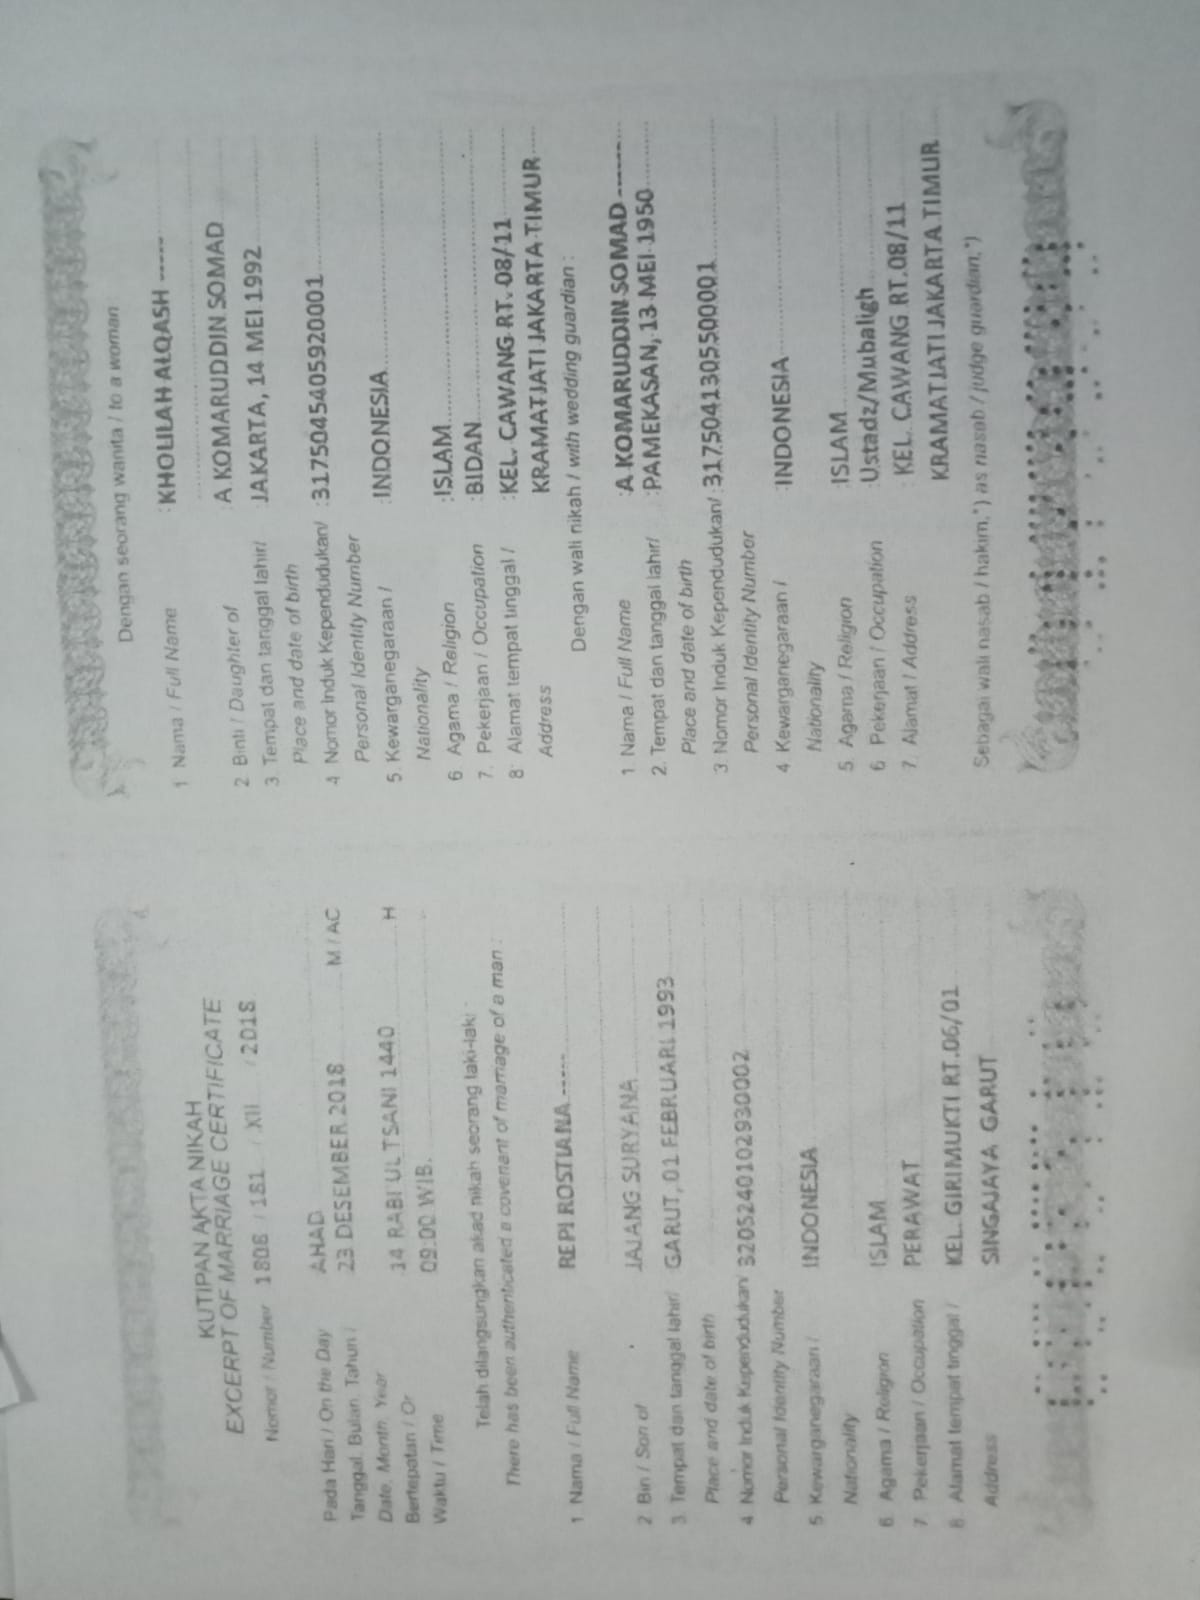 KUTIPAN AKTA NIKAH
EXCERPT OF MARRIAGE CERTIFICATE
Nomor / Number 1808 / 181 / XII / 2018
Pada Hari / On the Day AHAD
Tanggal, Bulan, Tahun / 23 DESEMBER 2018 M / AC
Date, Month, Year
Bertepatan / Or 14 RABI'UL TSANI 1440 H
Waktu / Time 09:00 WIB.
Telah dilangsungkan akad nikah seorang laki-laki :
There has been authenticated a covenant of marriage of a man :
1. Nama / Full Name REPI ROSTIANA -----
2. Bin / Son of JAJANG SURYANA
3. Tempat dan tanggal lahir/ GARUT, 01 FEBRUARI 1993
Place and date of birth
4. Nomor Induk Kependudukan/ 3205240102930002
Personal Identity Number
5. Kewarganegaraan / INDONESIA
Nationality
6. Agama / Religion ISLAM
7. Pekerjaan / Occupation PERAWAT
8. Alamat tempat tinggal / KEL. GIRIMUKTI RT.06/01
Address SINGAJAYA GARUT
Dengan seorang wanita / to a woman
1. Nama / Full Name : KHOLILAH ALQASH -----
2. Binti / Daughter of A KOMARUDDIN SOMAD
3. Tempat dan tanggal lahir/ JAKARTA, 14 MEI 1992
Place and date of birth
4. Nomor Induk Kependudukan/ :3175045405920001
Personal Identity Number
5. Kewarganegaraan / :INDONESIA
Nationality
6. Agama / Religion :ISLAM
7. Pekerjaan / Occupation :BIDAN
8. Alamat tempat tinggal / :KEL. CAWANG RT. 08/11
Address KRAMATJATI JAKARTA TIMUR
Dengan wali nikah / with wedding guardian :
1. Nama / Full Name :A KOMARUDDIN SOMAD ------
2. Tempat dan tanggal lahir/ :PAMEKASAN, 13 MEI 1950
Place and date of birth
3. Nomor Induk Kependudukan/ :3175041305500001
Personal Identity Number
4. Kewarganegaraan / :INDONESIA
Nationality
5. Agama / Religion :ISLAM
6. Pekerjaan / Occupation :Ustadz/Mubaligh
7. Alamat / Address KEL. CAWANG RT.08/11
KRAMATJATI JAKARTA TIMUR
Sebagai wali nasab / hakim,*) as nasab / judge guardian,*)